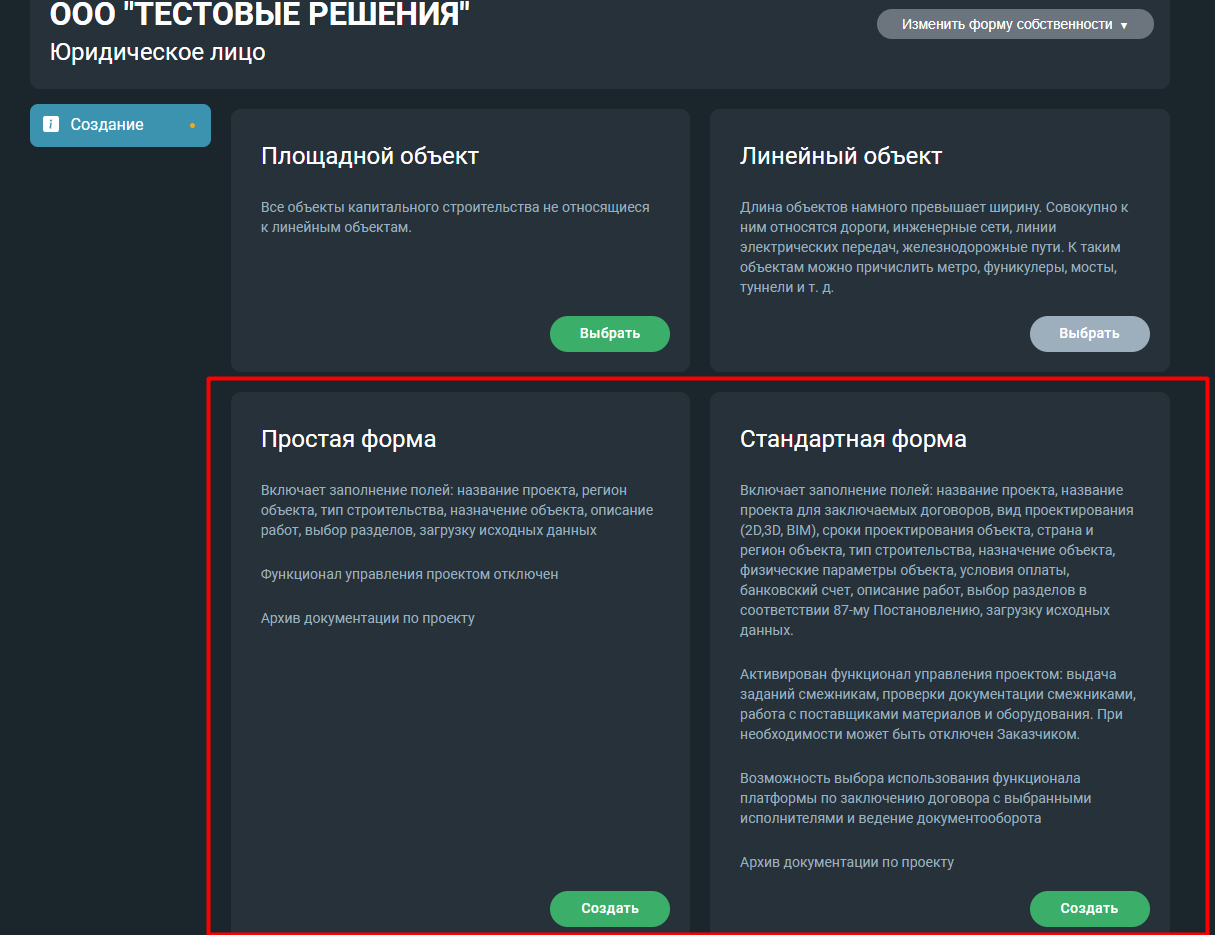 ООО "ТЕСТОВЫЕ РЕШЕНИЯ"
Юридическое лицо
Изменить форму собственности ▼
Создание
Площадной объект
Все объекты капитального строительства не относящиеся
к линейным объектам.
Выбрать
Линейный объект
Длина объектов намного превышает ширину. Совокупно к
ним относятся дороги, инженерные сети, линии
электрических передач, железнодорожные пути. К таким
объектам можно причислить метро, фуникулеры, мосты,
туннели и т. д.
Выбрать
Простая форма
Включает заполнение полей: название проекта, регион
объекта, тип строительства, назначение объекта, описание
работ, выбор разделов, загрузку исходных данных
Функционал управления проектом отключен
Архив документации по проекту
Создать
Стандартная форма
Включает заполнение полей: название проекта, название
проекта для заключаемых договоров, вид проектирования
(2D,3D, BIM), сроки проектирования объекта, страна и
регион объекта, тип строительства, назначение объекта,
физические параметры объекта, условия оплаты,
банковский счет, описание работ, выбор разделов в
соответствии 87-му Постановлению, загрузку исходных
данных.
Активирован функционал управления проектом: выдача
заданий смежникам, проверки документации смежниками,
работа с поставщиками материалов и оборудования. При
необходимости может быть отключен Заказчиком.
Возможность выбора использования функционала
платформы по заключению договора с выбранными
исполнителями и ведение документооборота
Архив документации по проекту
Создать